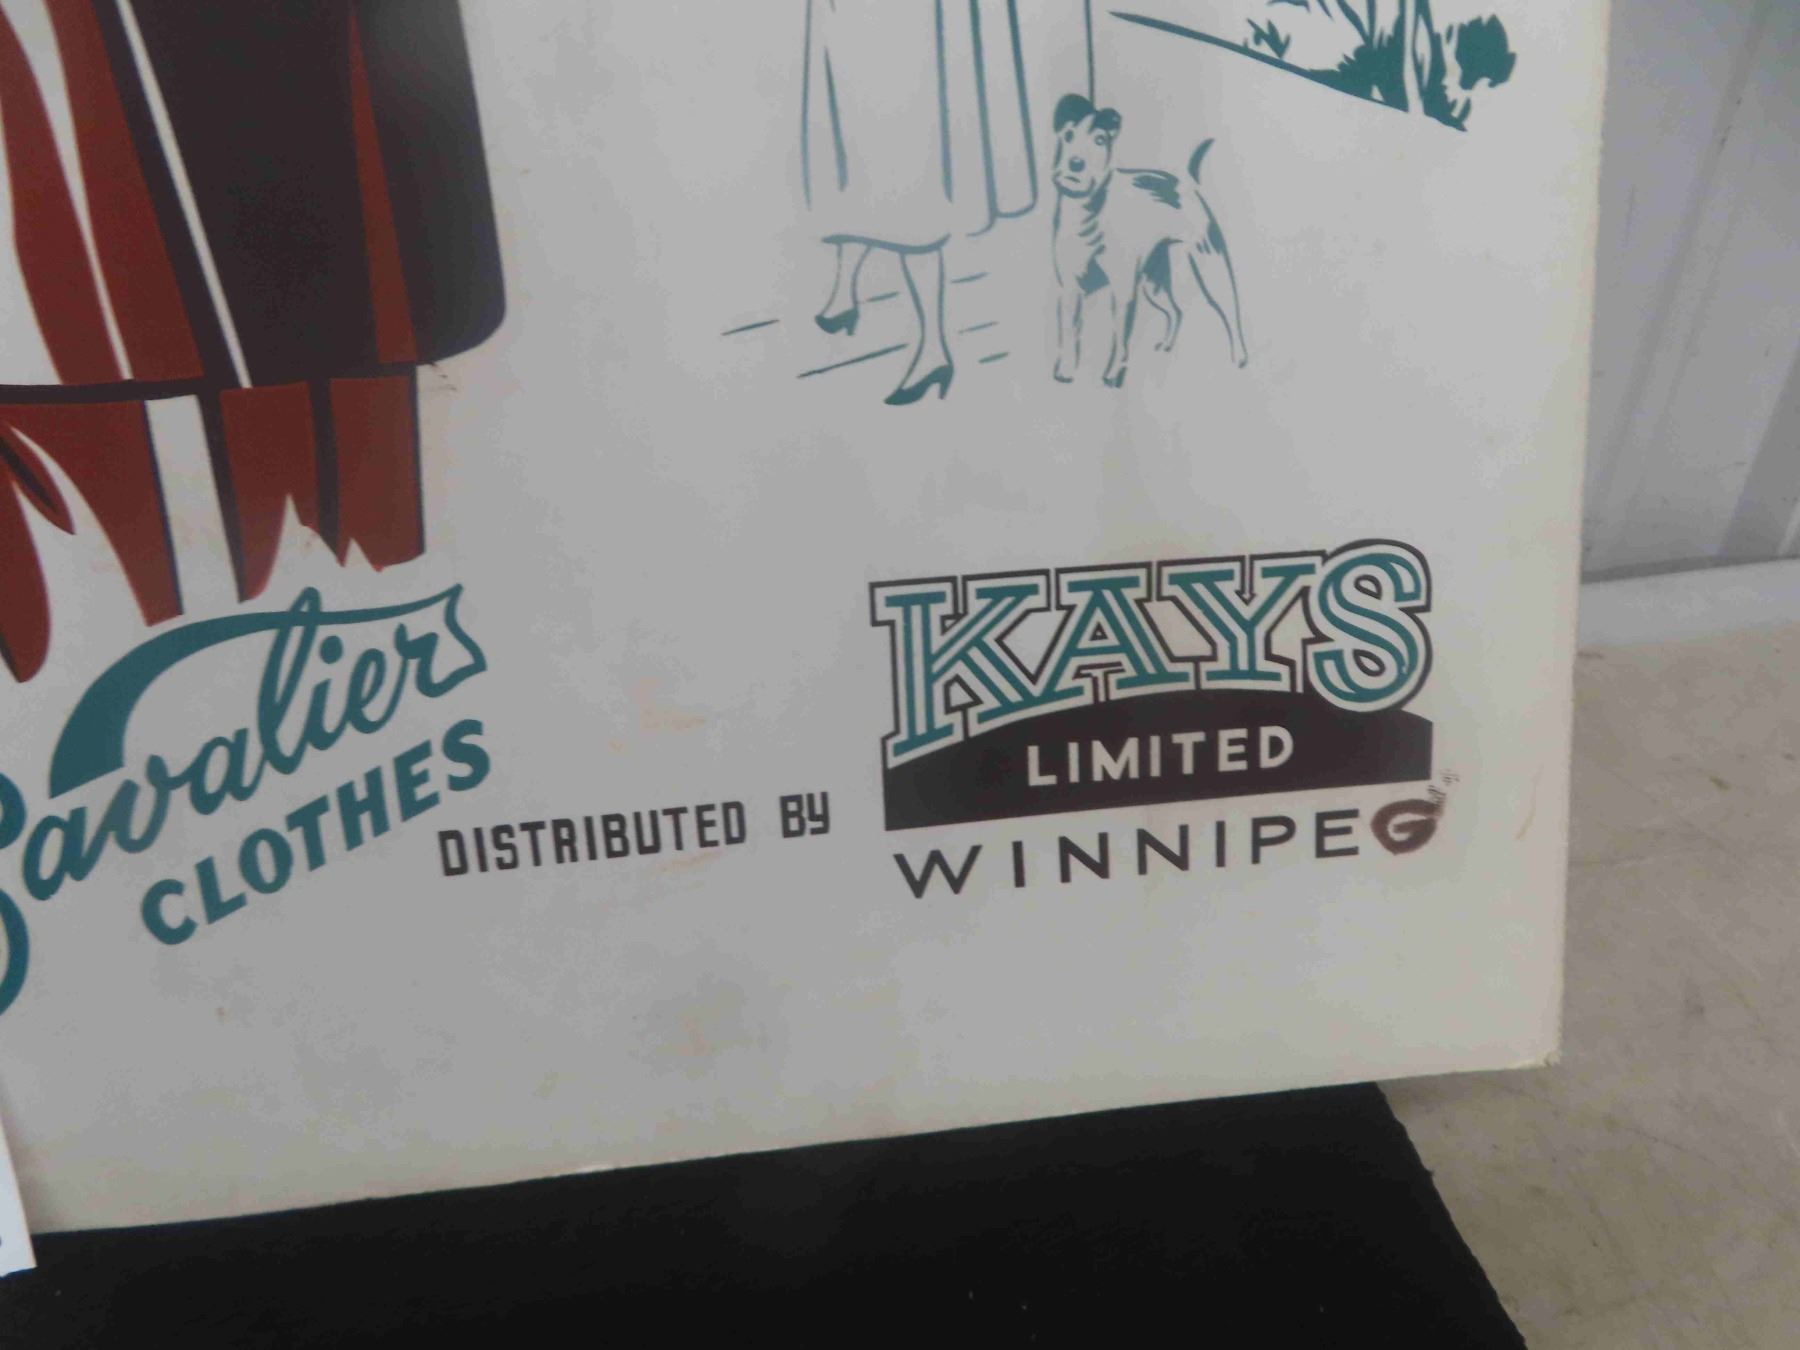 Cavalier
CLOTHES
DISTRIBUTED BY
KAYS
LIMITED
WINNIPEG